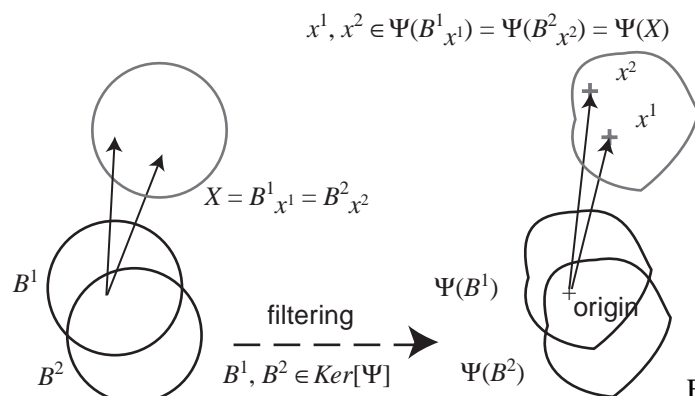 x¹, x² ∈ Ψ(B¹ₓ₁) = Ψ(B²ₓ₂) = Ψ(X)
x²
x¹
X = B¹ₓ₁ = B²ₓ₂
B¹
Ψ(B¹)
origin
filtering
B²
B¹, B² ∈ Ker[Ψ]
Ψ(B²)